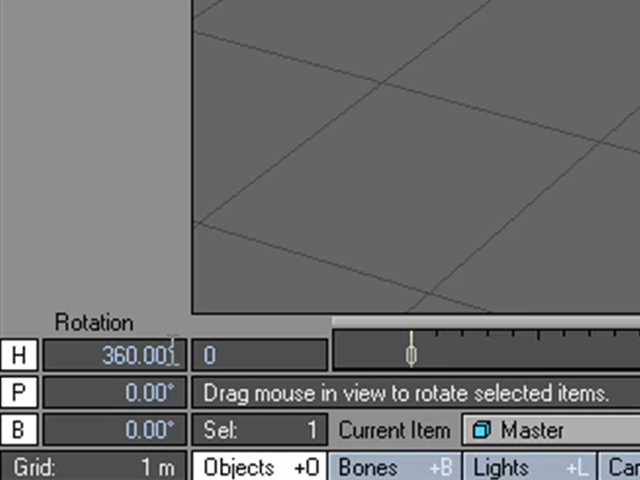 Rotation
H 360.00° 0 0
P 0.00° Drag mouse in view to rotate selected items.
B 0.00° Sel: 1 Current Item Master
Grid: 1 m Objects +O Bones +B Lights +L